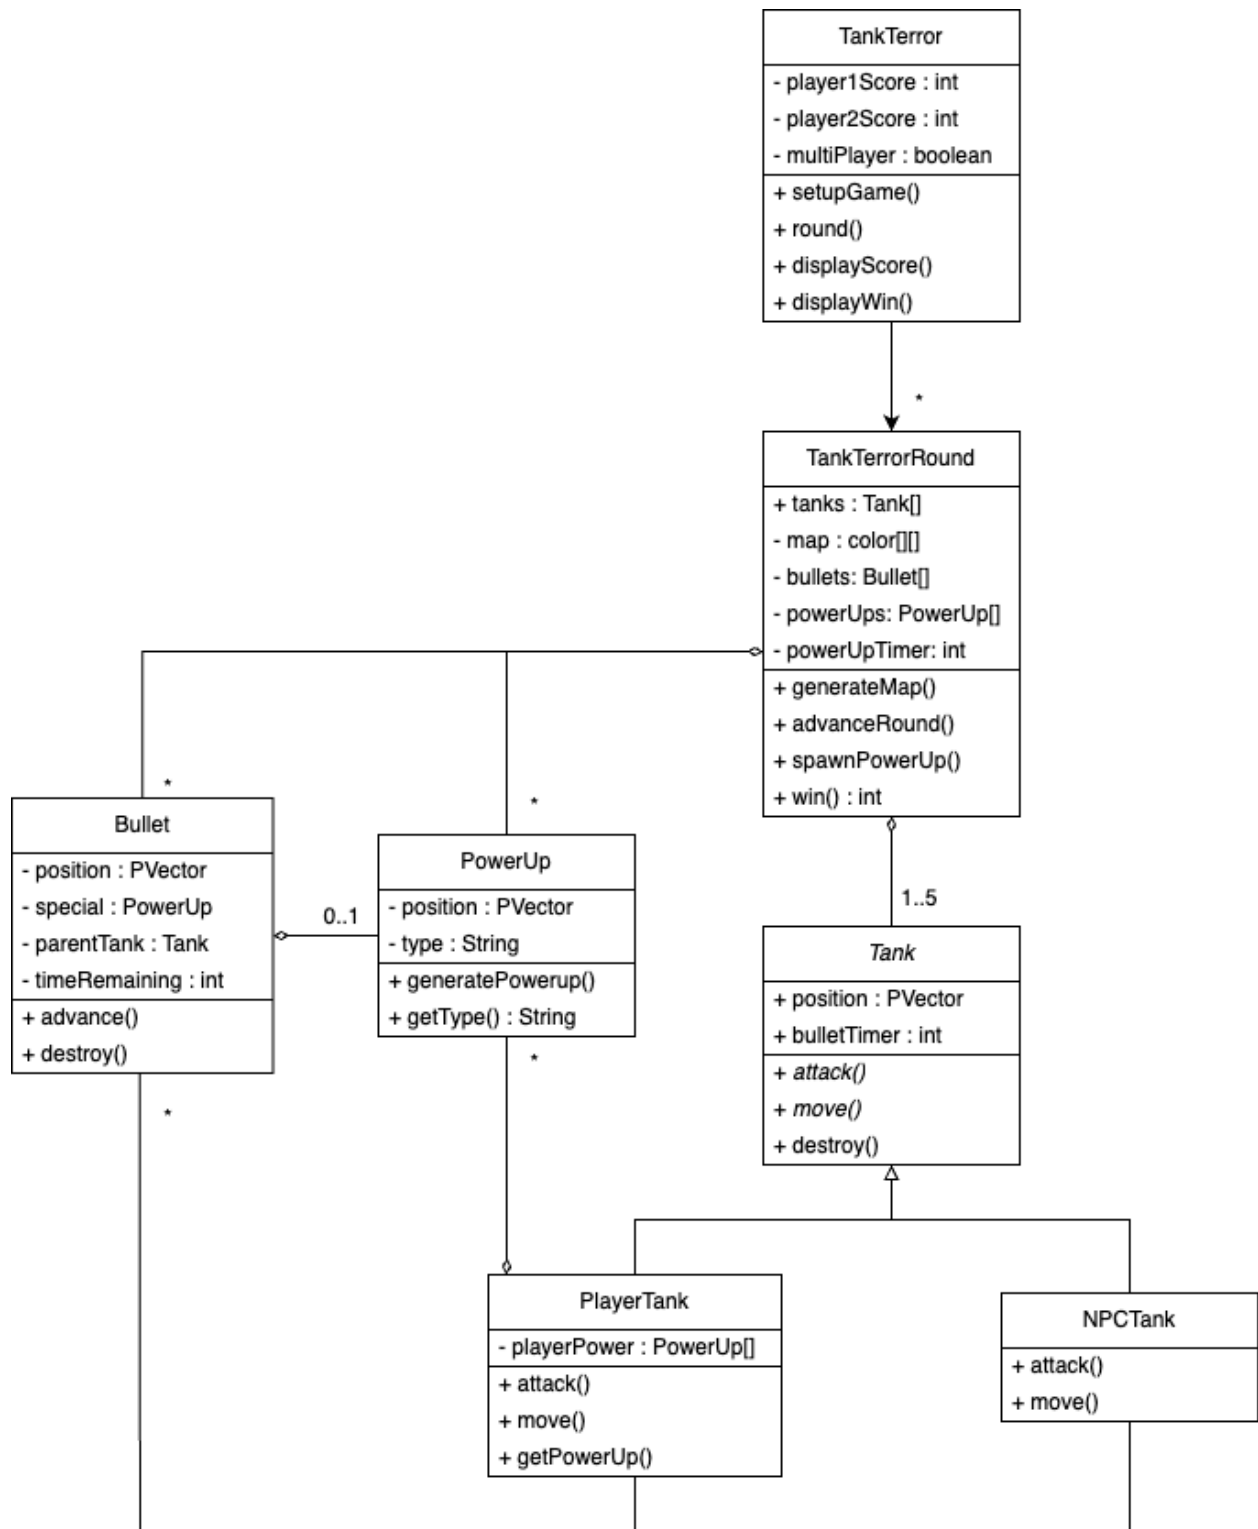 TankTerror
- player1Score : int
- player2Score : int
- multiPlayer : boolean
+ setupGame()
+ round()
+ displayScore()
+ displayWin()
*
TankTerrorRound
+ tanks : Tank[]
- map : color[][]
- bullets: Bullet[]
- powerUps: PowerUp[]
- powerUpTimer: int
+ generateMap()
+ advanceRound()
+ spawnPowerUp()
+ win() : int
*
*
Bullet
- position : PVector
- special : PowerUp
- parentTank : Tank
- timeRemaining : int
+ advance()
+ destroy()
*
0..1
PowerUp
- position : PVector
- type : String
+ generatePowerup()
+ getType() : String
*
1..5
Tank
+ position : PVector
+ bulletTimer : int
+ attack()
+ move()
+ destroy()
PlayerTank
- playerPower : PowerUp[]
+ attack()
+ move()
+ getPowerUp()
NPCTank
+ attack()
+ move()